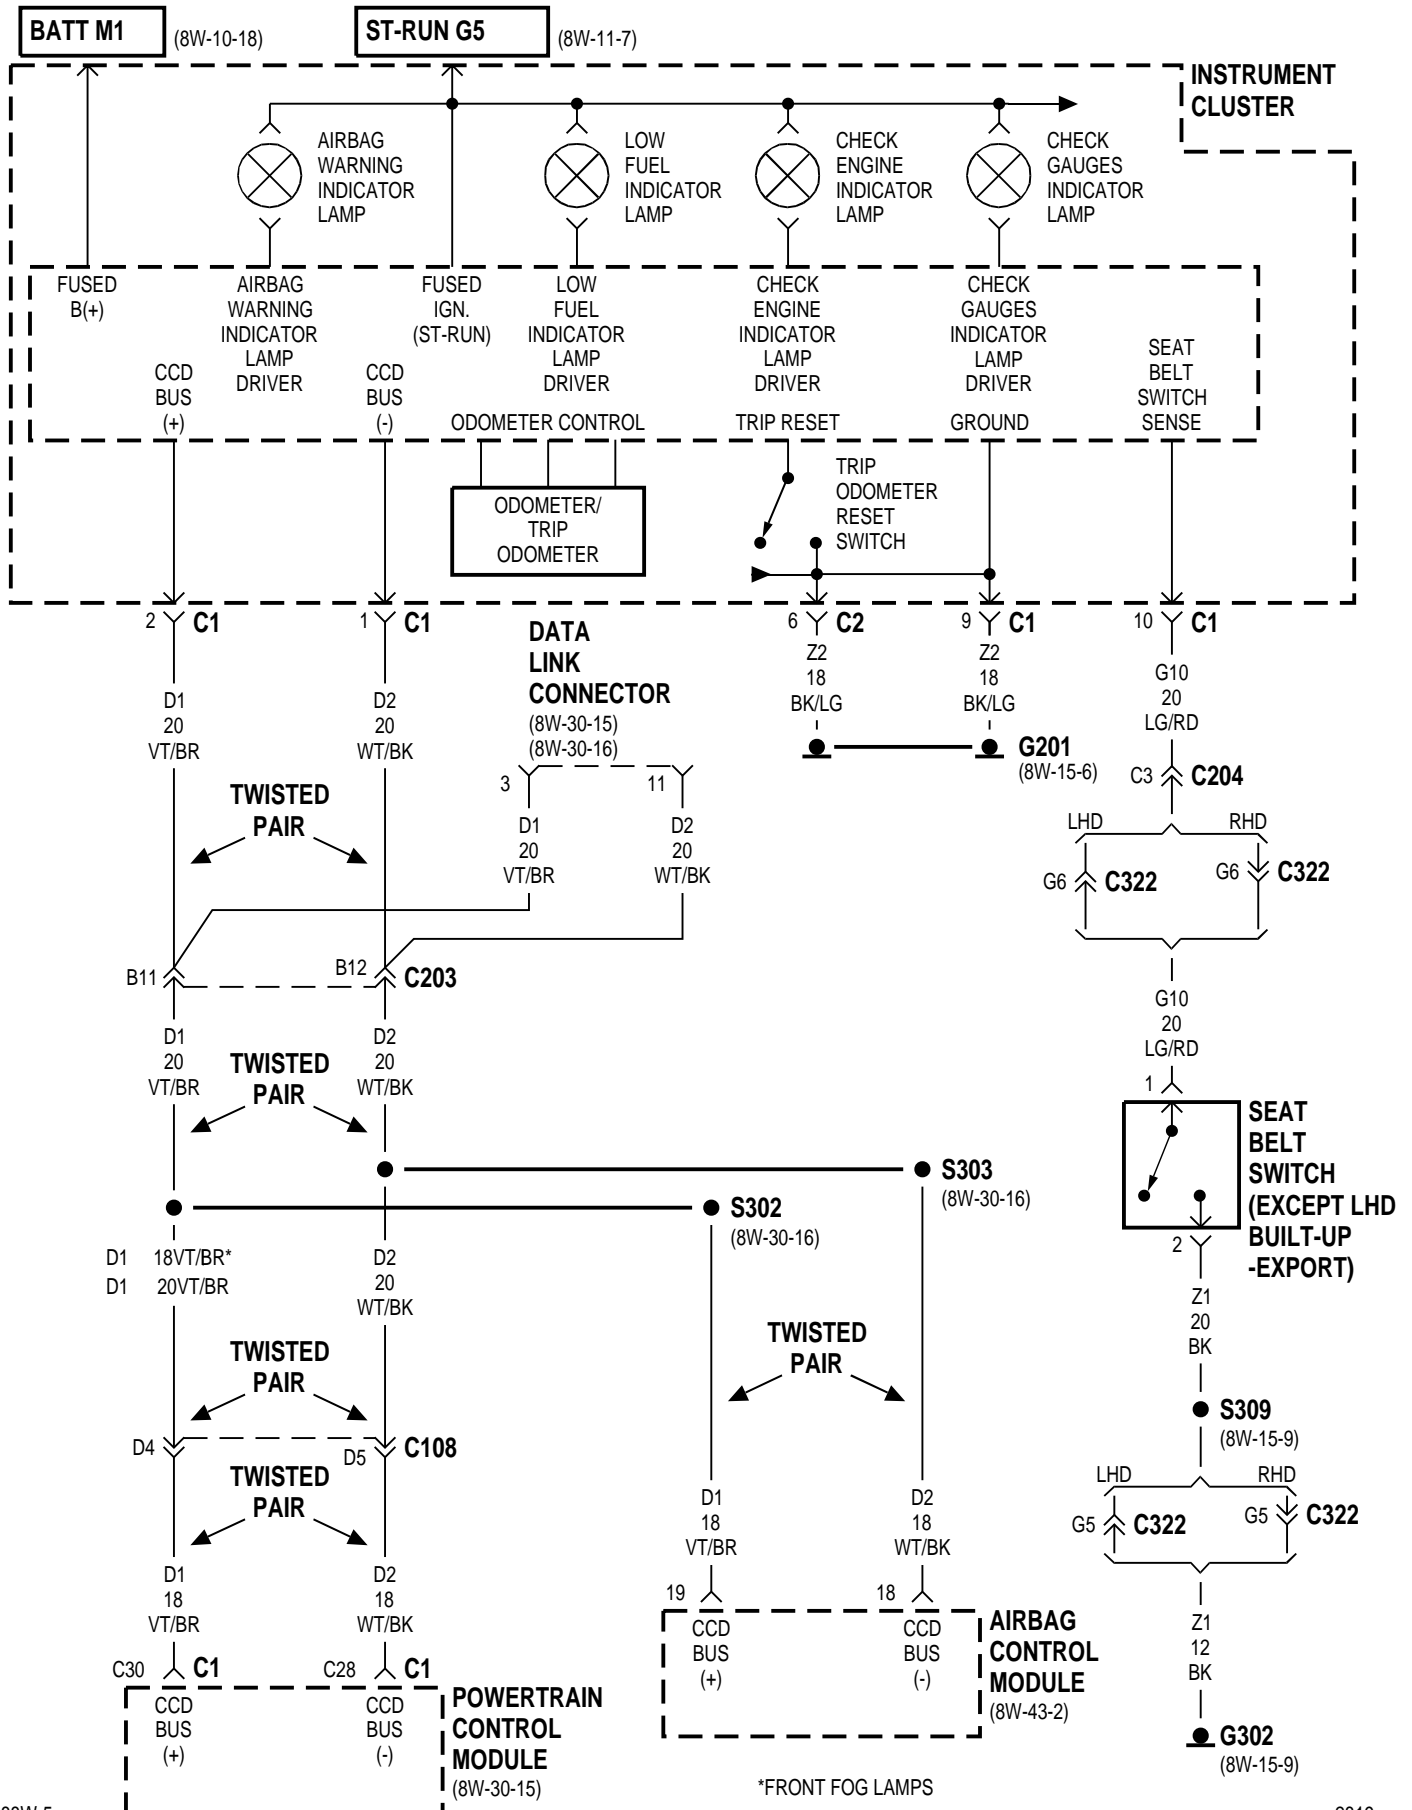 BATT M1
(8W-10-18)
ST-RUN G5
(8W-11-7)
INSTRUMENT
CLUSTER
AIRBAG
WARNING
INDICATOR
LAMP
LOW
FUEL
INDICATOR
LAMP
CHECK
ENGINE
INDICATOR
LAMP
CHECK
GAUGES
INDICATOR
LAMP
FUSED
B(+)
AIRBAG
WARNING
INDICATOR
LAMP
DRIVER
FUSED
IGN.
(ST-RUN)
LOW
FUEL
INDICATOR
LAMP
DRIVER
CHECK
ENGINE
INDICATOR
LAMP
DRIVER
CHECK
GAUGES
INDICATOR
LAMP
DRIVER
SEAT
BELT
SWITCH
SENSE
CCD
BUS
(+)
CCD
BUS
(-)
ODOMETER CONTROL
TRIP RESET
GROUND
ODOMETER/
TRIP
ODOMETER
TRIP
ODOMETER
RESET
SWITCH
2 C1
1 C1
6 C2
9 C1
10 C1
DATA
LINK
CONNECTOR
(8W-30-15)
(8W-30-16)
D1
20
VT/BR
D2
20
WT/BK
Z2
18
BK/LG
Z2
18
BK/LG
G10
20
LG/RD
G201
(8W-15-6)
3
11
C3 C204
TWISTED
PAIR
D1
20
VT/BR
D2
20
WT/BK
LHD
RHD
G6 C322
G6 C322
B11
B12 C203
G10
20
LG/RD
D1
20
VT/BR
TWISTED
PAIR
D2
20
WT/BK
1
SEAT
BELT
SWITCH
(EXCEPT LHD
BUILT-UP
-EXPORT)
2
S303
(8W-30-16)
S302
(8W-30-16)
D1 18VT/BR*
D1 20VT/BR
D2
20
WT/BK
Z1
20
BK
TWISTED
PAIR
TWISTED
PAIR
S309
(8W-15-9)
D4
D5 C108
LHD
RHD
G5 C322
G5 C322
TWISTED
PAIR
D1
18
VT/BR
D2
18
WT/BK
D1
18
VT/BR
D2
18
WT/BK
19
18
Z1
12
BK
C30 C1
C28 C1
CCD
BUS
(+)
CCD
BUS
(-)
AIRBAG
CONTROL
MODULE
(8W-43-2)
CCD
BUS
(+)
CCD
BUS
(-)
POWERTRAIN
CONTROL
MODULE
(8W-30-15)
G302
(8W-15-9)
*FRONT FOG LAMPS